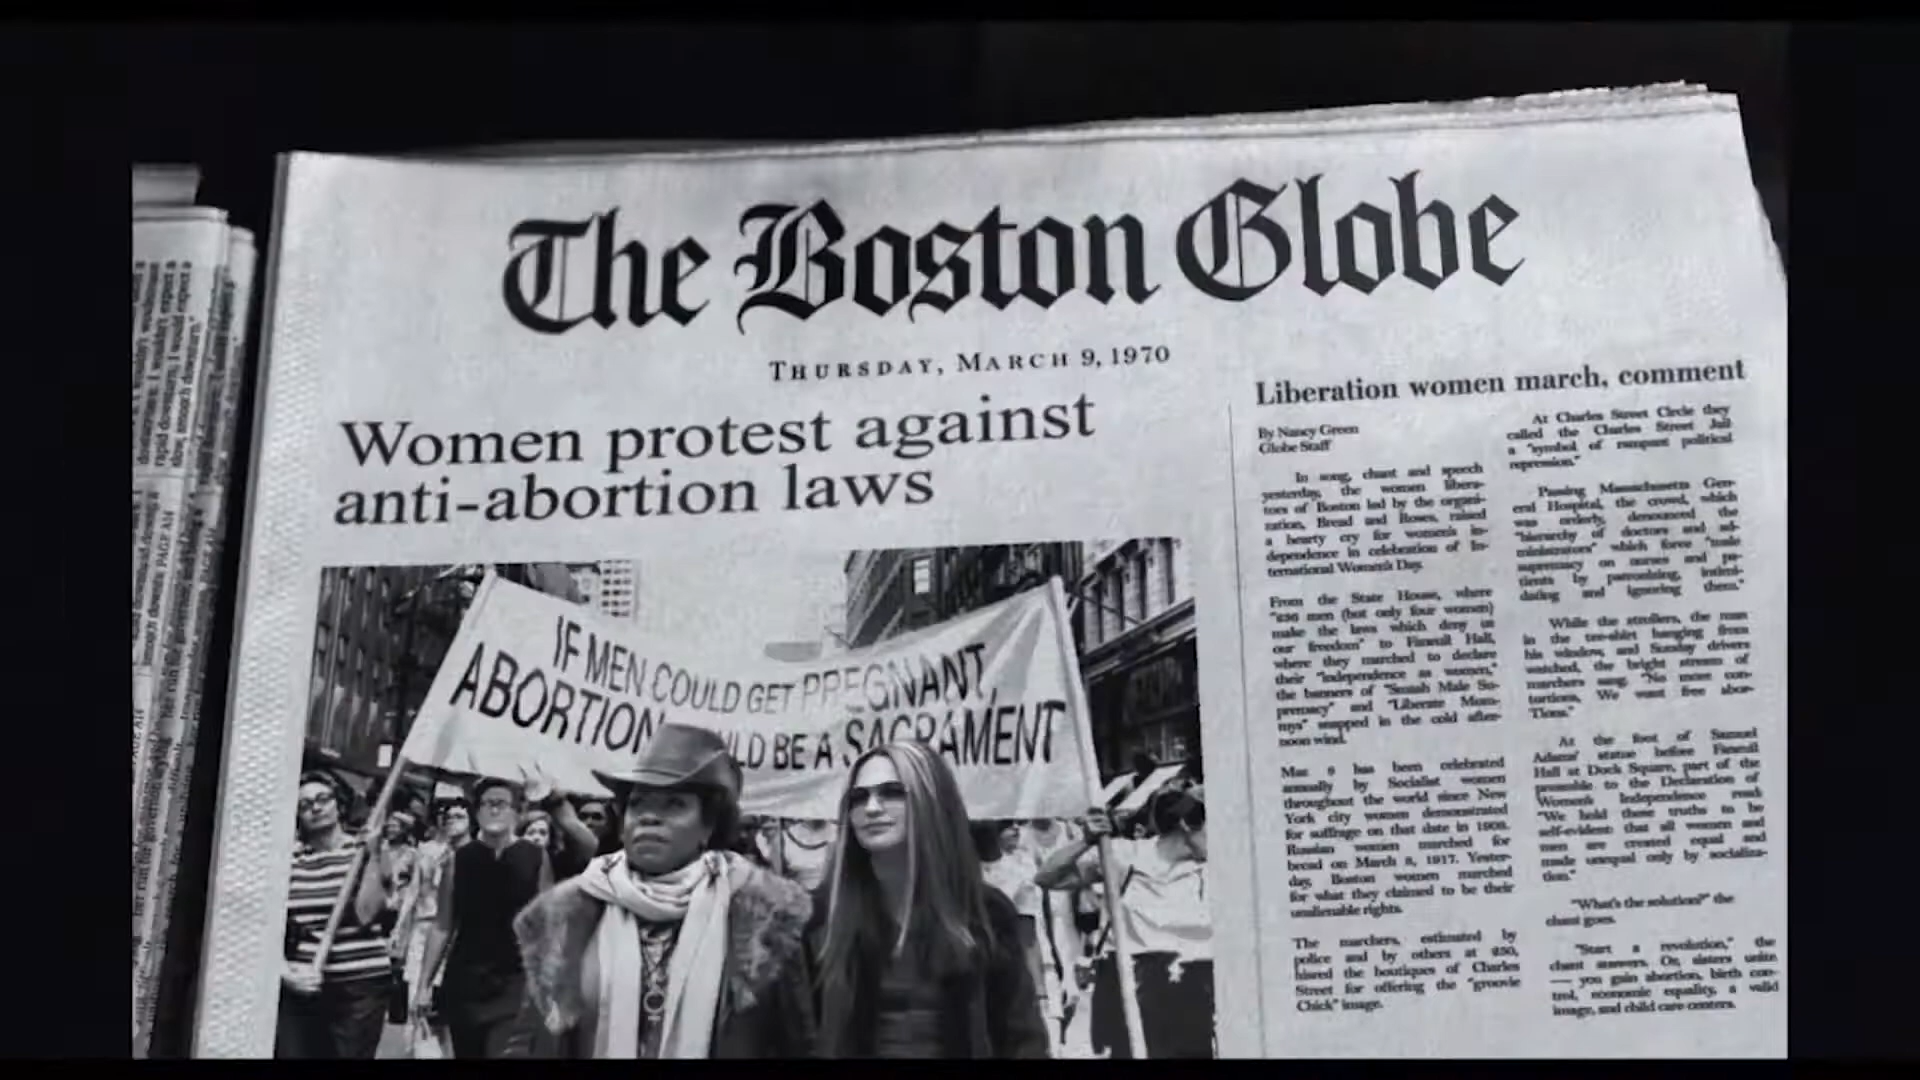 The Boston Globe
THURSDAY, MARCH 9, 1970
Women protest against
anti-abortion laws
IF MEN COULD GET PREGNANT,
ABORTION ULD BE A SACRAMENT
Liberation women march, comment
By Nancy Green
Globe Staff
In song, chant and speech
yesterday, the women libera-
tors of Boston led by the organi-
zation, Bread and Roses, raised
a hearty cry for women's in-
dependence in celebration of In-
ternational Women's Day.
From the State House, where
men (but only four women)
make the laws which deny us
our freedom" to Faneuil Hall,
where they marched to declare
their "independence as women,"
the banners of "Smash Male Su-
premacy" and "Liberate Mom-
mys" snapped in the cold after-
noon wind.
has been celebrated
annually by Socialist women
throughout the world since New
York city women demonstrated
for suffrage on that date in 1908.
Russian women marched for
bread on March 8, 1917. Yester-
day, Boston women marched
for what they claimed to be their
unalienable rights.
The marchers, estimated by
police and by others at
hissed the boutiques of Charles
Street for offering the "groovie
Chick" image.
At Charles Street Circle they
called the Charles Street Jail
a "symbol of rampant political
repression."
Passing Massachusetts Gen-
eral Hospital, the crowd, which
was orderly, denounced the
"hierarchy of doctors and ad-
ministrators" which force "male
supremacy on nurses and pa-
tients by patronizing, intimi-
dating and ignoring them."
While the strollers, the man
in the tee-shirt hanging from
his window, and Sunday drivers
watched, the bright stream of
marchers sang, "No more con-
tortions, We want free abor-
Tions."
At the foot of Samuel
Adams' statue before Faneuil
Hall at Dock Square, part of the
preamble to the Declaration of
Women's Independence read:
"We hold these truths to be
self-evident: that all women and
men are created equal and
made unequal only by socializa-
tion."
"What's the solution?" the
chant goes.
"Start a revolution," the
chant answers. Or, sisters unite
— you gain abortion, birth con-
trol, economic equality, a valid
image, and child care centers.